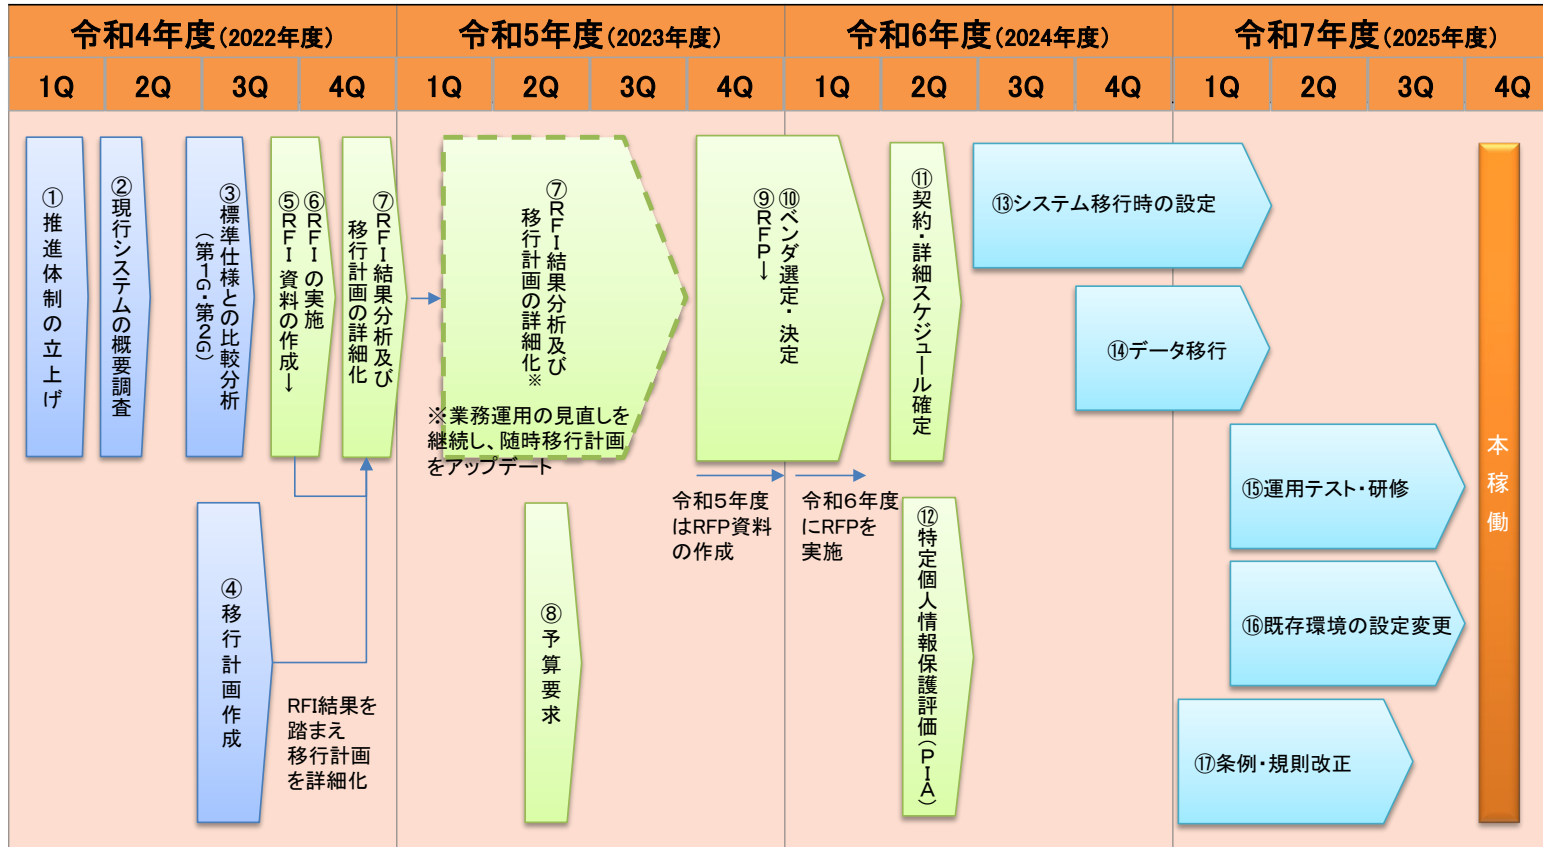 令和4年度(2022年度)
令和5年度(2023年度)
令和6年度(2024年度)
令和7年度(2025年度)
1Q
2Q
3Q
4Q
1Q
2Q
3Q
4Q
1Q
2Q
3Q
4Q
1Q
2Q
3Q
4Q
①推進体制の立上げ
②現行システムの概要調査
③標準仕様との比較分析
(第1G・第2G)
⑥RFIの実施
⑤RFI資料の作成↓
⑦RFI結果分析及び
移行計画の詳細化
④移行計画作成
RFI結果を
踏まえ
移行計画
を詳細化
⑦RFI結果分析及び
移行計画の詳細化※
※業務運用の見直しを
継続し、随時移行計画
をアップデート
⑧予算要求
⑩ベンダ選定・決定
⑨RFP↓
令和5年度
はRFP資料
の作成
令和6年度
にRFPを
実施
⑪契約・詳細スケジュール確定
⑫特定個人情報保護評価(PIA)
⑬システム移行時の設定
⑭データ移行
⑮運用テスト・研修
⑯既存環境の設定変更
⑰条例・規則改正
本稼働